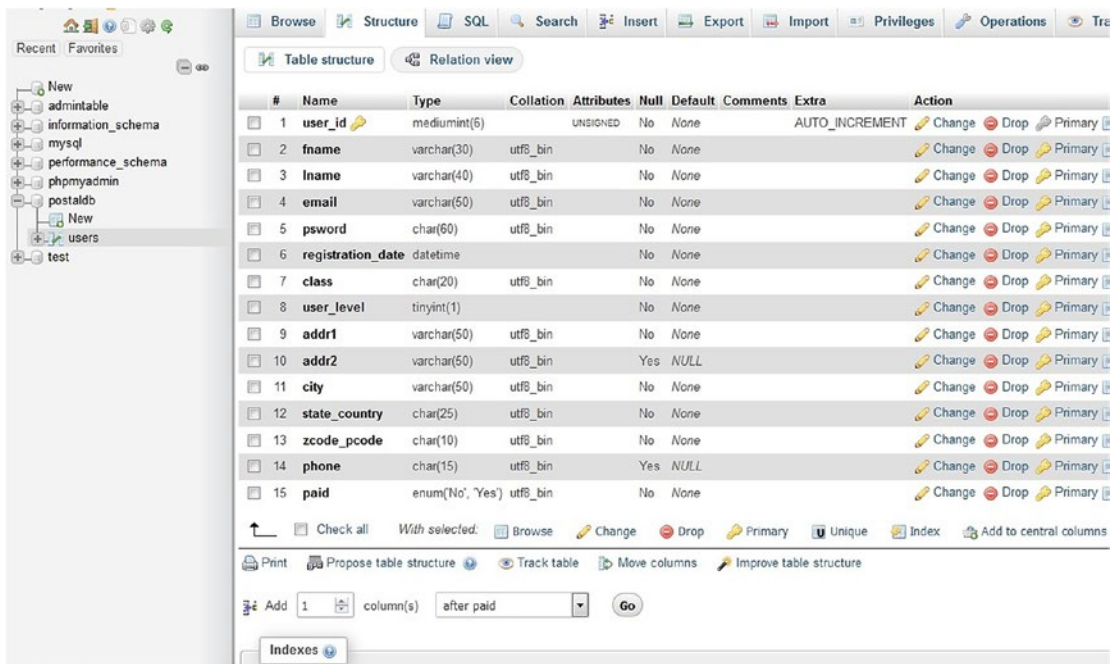 Recent Favorites
New
admintable
information_schema
mysql
performance_schema
phpmyadmin
postaldb
New
users
test
Browse Structure SQL Search Insert Export Import Privileges Operations Tra
Table structure Relation view
# Name Type Collation Attributes Null Default Comments Extra Action
1 user_id mediumint(6) UNSIGNED No None AUTO_INCREMENT Change Drop Primary
2 fname varchar(30) utf8_bin No None Change Drop Primary
3 lname varchar(40) utf8_bin No None Change Drop Primary
4 email varchar(50) utf8_bin No None Change Drop Primary
5 psword char(60) utf8_bin No None Change Drop Primary
6 registration_date datetime No None Change Drop Primary
7 class char(20) utf8_bin No None Change Drop Primary
8 user_level tinyint(1) No None Change Drop Primary
9 addr1 varchar(50) utf8_bin No None Change Drop Primary
10 addr2 varchar(50) utf8_bin Yes NULL Change Drop Primary
11 city varchar(50) utf8_bin No None Change Drop Primary
12 state_country char(25) utf8_bin No None Change Drop Primary
13 zcode_pcode char(10) utf8_bin No None Change Drop Primary
14 phone char(15) utf8_bin Yes NULL Change Drop Primary
15 paid enum('No', 'Yes') utf8_bin No None Change Drop Primary
Check all With selected: Browse Change Drop Primary Unique Index Add to central columns
Print Propose table structure Track table Move columns Improve table structure
Add 1 column(s) after paid Go
Indexes